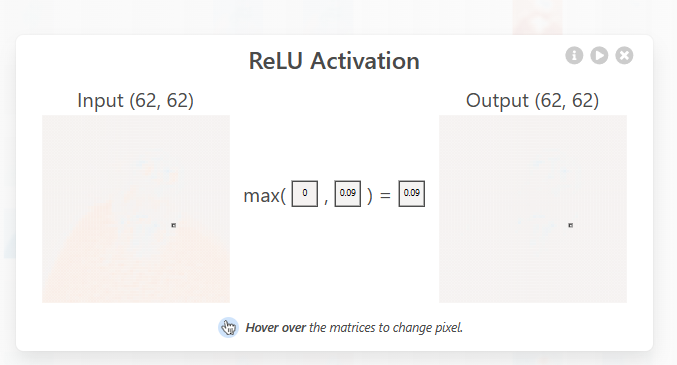 ReLU Activation
Input (62, 62)
Output (62, 62)
max( 0 , 0.09 ) = 0.09
Hover over the matrices to change pixel.